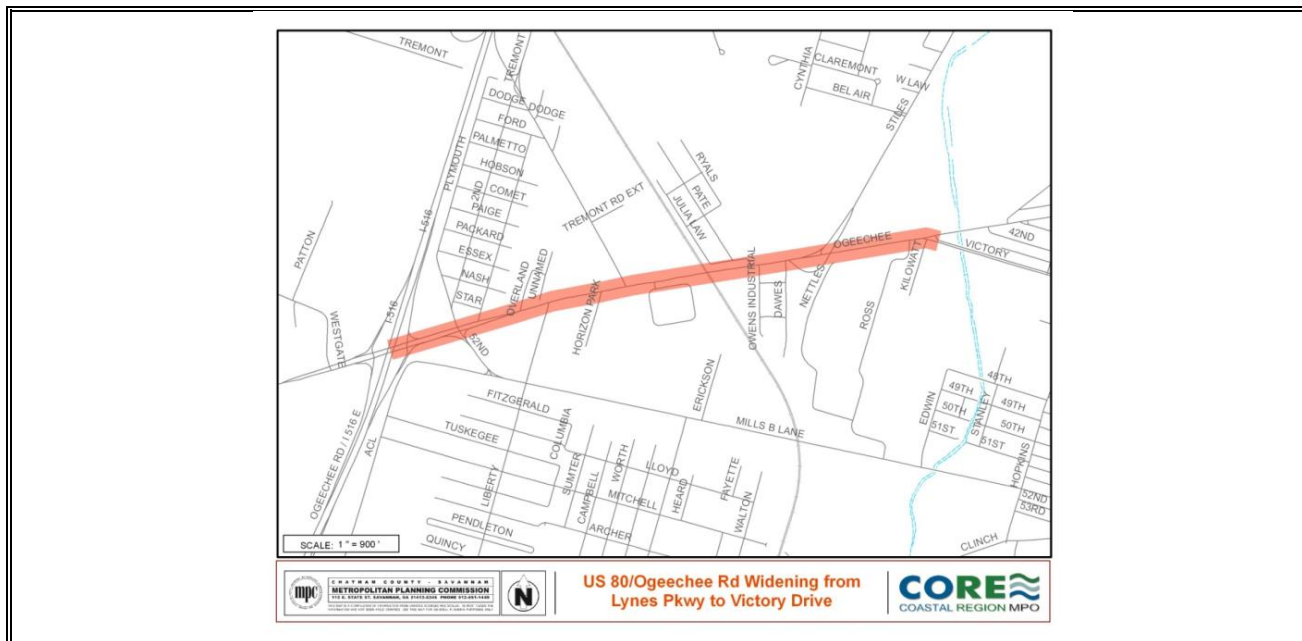 TREMONT
TREMONT
CYNTHIA
CLAREMONT
W LAW
BEL AIR
STILES
DODGE
DODGE
FORD
PLYMOUTH
PALMETTO
HOBSON
2ND
COMET
RYALS
PATE
JULIA LAW
TREMONT RD EXT
I-516
PAIGE
PACKARD
PATTON
ESSEX
UNNAMED
OVERLAND
NASH
STAR
OGEECHEE
42ND
VICTORY
KILOWATT
NETTLES
OWENS INDUSTRIAL
DAWES
HORIZON PARK
ROSS
I-516
WESTGATE
52ND
ERICKSON
48TH
49TH
49TH
STANLEY
EDWIN
50TH
50TH
51ST
51ST
FITZGERALD
COLUMBIA
MILLS B LANE
TUSKEGEE
ACL
OGEECHEE RD / I 516 E
HOPKINS
WORTH
LLOYD
SUMTER
CAMPBELL
LIBERTY
MITCHELL
HEARD
FAYETTE
WALTON
52ND
53RD
PENDLETON
ARCHER
QUINCY
CLINCH
SCALE: 1 " = 900 '
mpc
CHATHAM COUNTY - SAVANNAH
METROPOLITAN PLANNING COMMISSION
N
US 80/Ogeechee Rd Widening from
Lynes Pkwy to Victory Drive
CORE
COASTAL REGION MPO